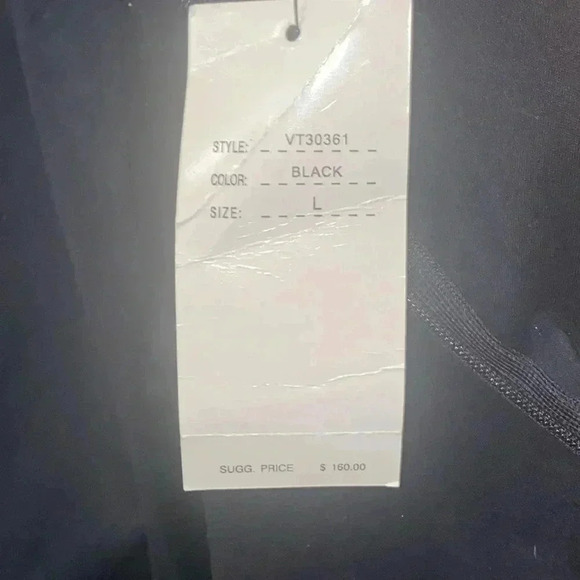 STYLE: VT30361
COLOR: BLACK
SIZE: L
SUGG. PRICE $ 160.00